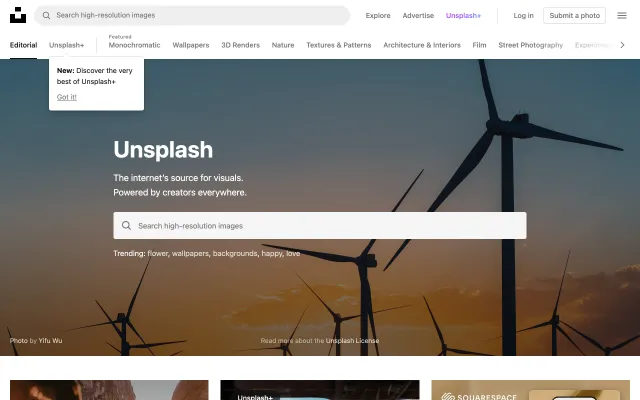 Search high-resolution images
Explore
Advertise
Unsplash+
Log in
Submit a photo
Editorial
Unsplash+
Featured
Monochromatic
Wallpapers
3D Renders
Nature
Textures & Patterns
Architecture & Interiors
Film
Street Photography
New: Discover the very
best of Unsplash+
Got it!
Unsplash
The internet's source for visuals.
Powered by creators everywhere.
Search high-resolution images
Trending: flower, wallpapers, backgrounds, happy, love
Photo by Yifu Wu
Read more about the Unsplash License
Unsplash+
SQUARESPACE